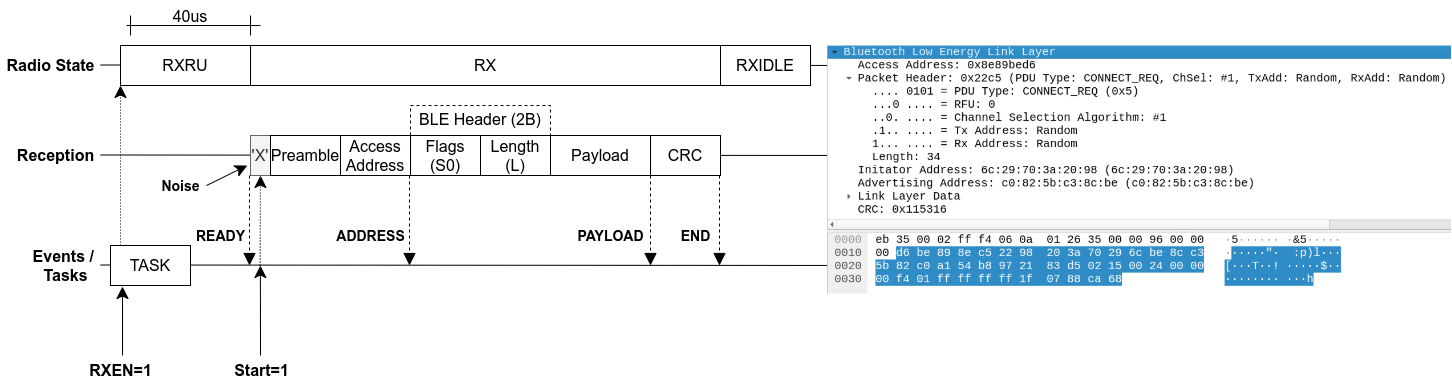 40us
Radio State
RXRU
RX
RXIDLE
BLE Header (2B)
Reception
'X'
Preamble
Access
Address
Flags
(S0)
Length
(L)
Payload
CRC
Noise
READY
ADDRESS
PAYLOAD
END
Events /
Tasks
TASK
RXEN=1
Start=1
Bluetooth Low Energy Link Layer
Access Address: 0x8e89bed6
Packet Header: 0x22c5 (PDU Type: CONNECT_REQ, ChSel: #1, TxAdd: Random, RxAdd: Random)
.... 0101 = PDU Type: CONNECT_REQ (0x5)
...0 .... = RFU: 0
..0. .... = Channel Selection Algorithm: #1
.1.. .... = Tx Address: Random
1... .... = Rx Address: Random
Length: 34
Initator Address: 6c:29:70:3a:20:98 (6c:29:70:3a:20:98)
Advertising Address: c0:82:5b:c3:8c:be (c0:82:5b:c3:8c:be)
Link Layer Data
CRC: 0x115316
0000 eb 35 00 02 ff f4 06 0a 01 26 35 00 00 96 00 00 ·5······ ·&5·····
0010 00 d6 be 89 8e c5 22 98 20 3a 70 29 6c be 8c c3 ······"· :p)l···
0020 5b 82 c0 a1 54 b8 97 21 83 d5 02 15 00 24 00 00 [···T··! ·····$··
0030 00 f4 01 ff ff ff ff 1f 07 88 ca 68 ········ ···h